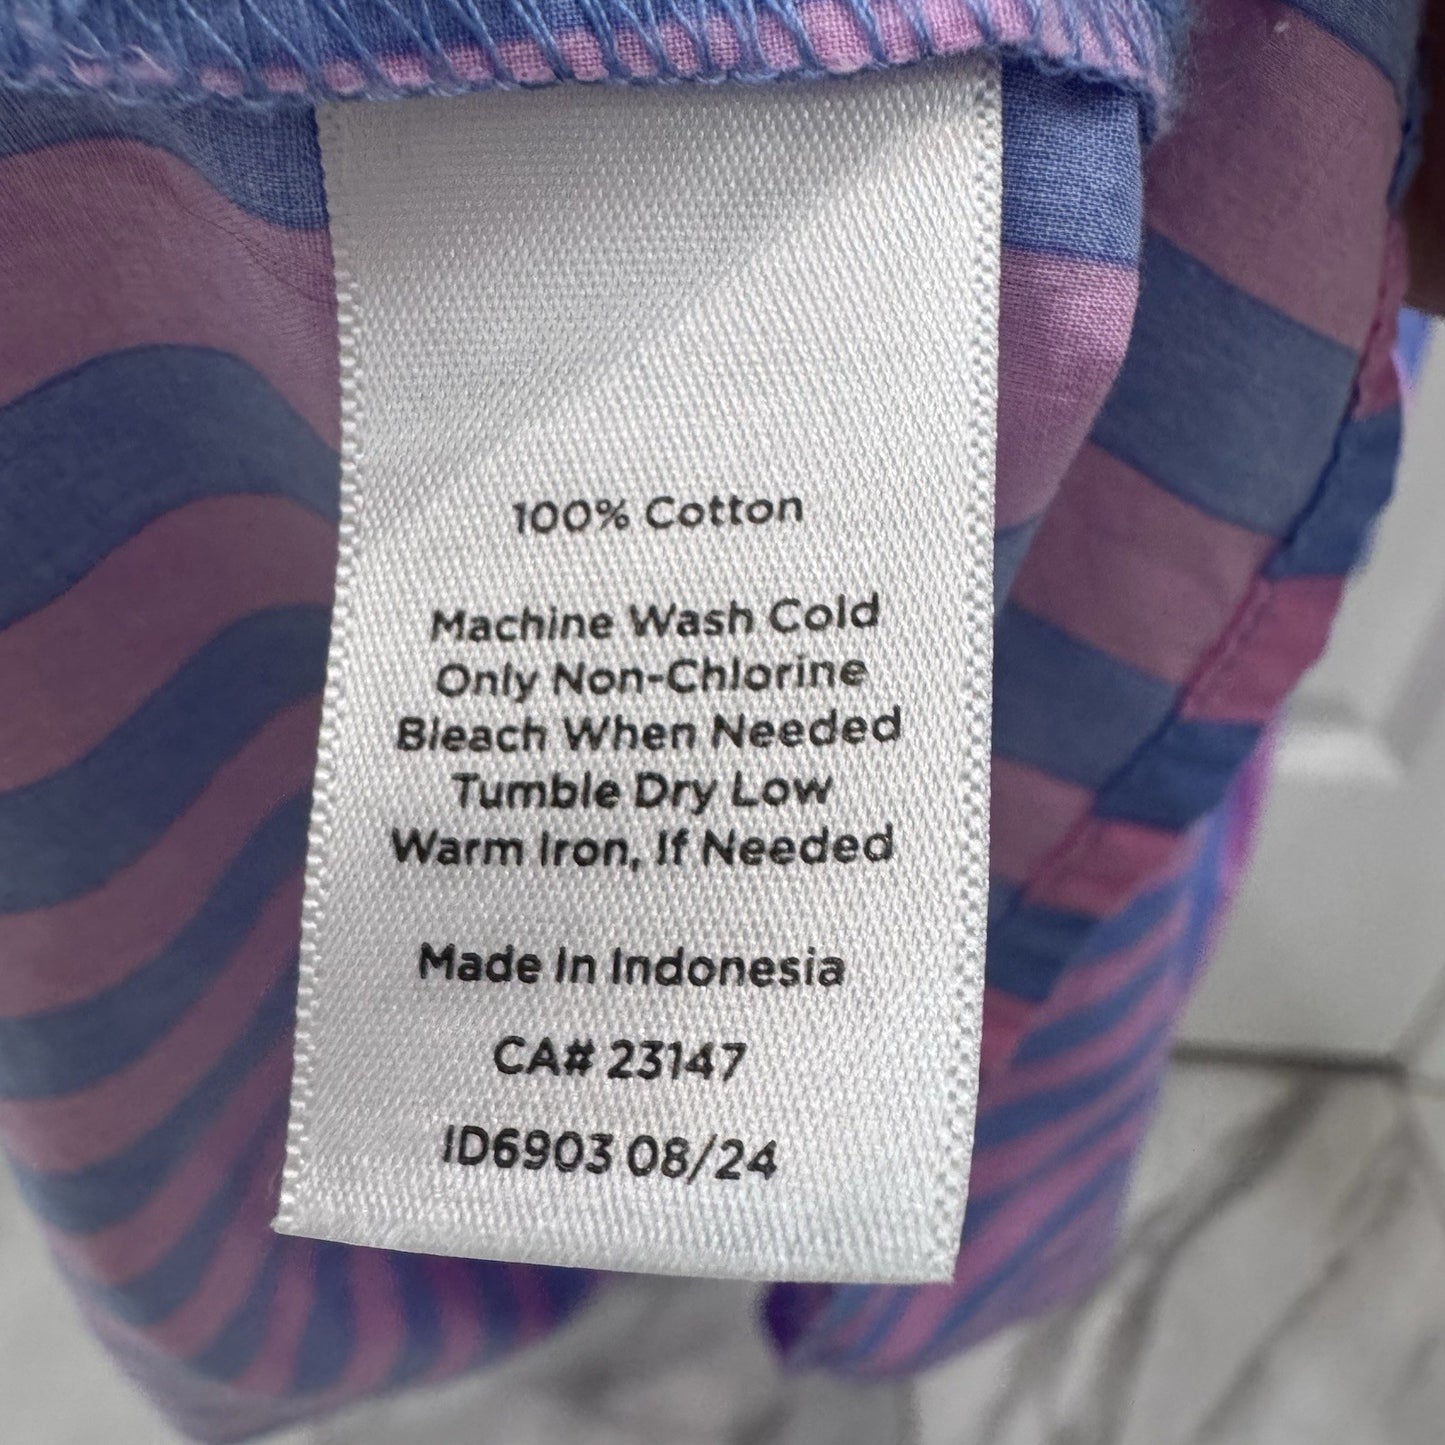 100% Cotton
Machine Wash Cold
Only Non-Chlorine
Bleach When Needed
Tumble Dry Low
Warm Iron, If Needed
Made In Indonesia
CA# 23147
ID6903 08/24